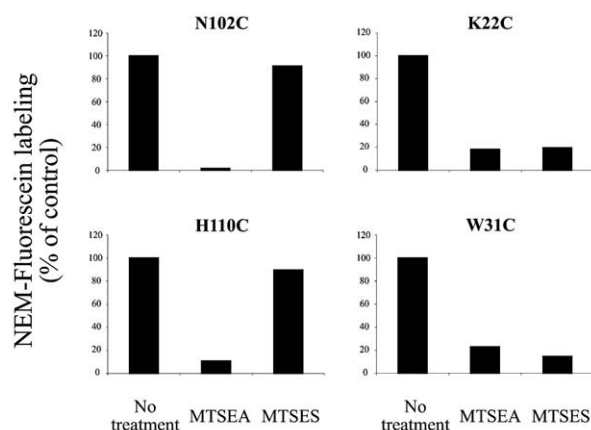 N102C
K22C
120
100
80
60
40
20
0
120
100
80
60
40
20
0
NEM-Fluorescein labeling
(% of control)
H110C
W31C
120
100
80
60
40
20
0
120
100
80
60
40
20
0
No
treatment
MTSEA
MTSES
No
treatment
MTSEA
MTSES